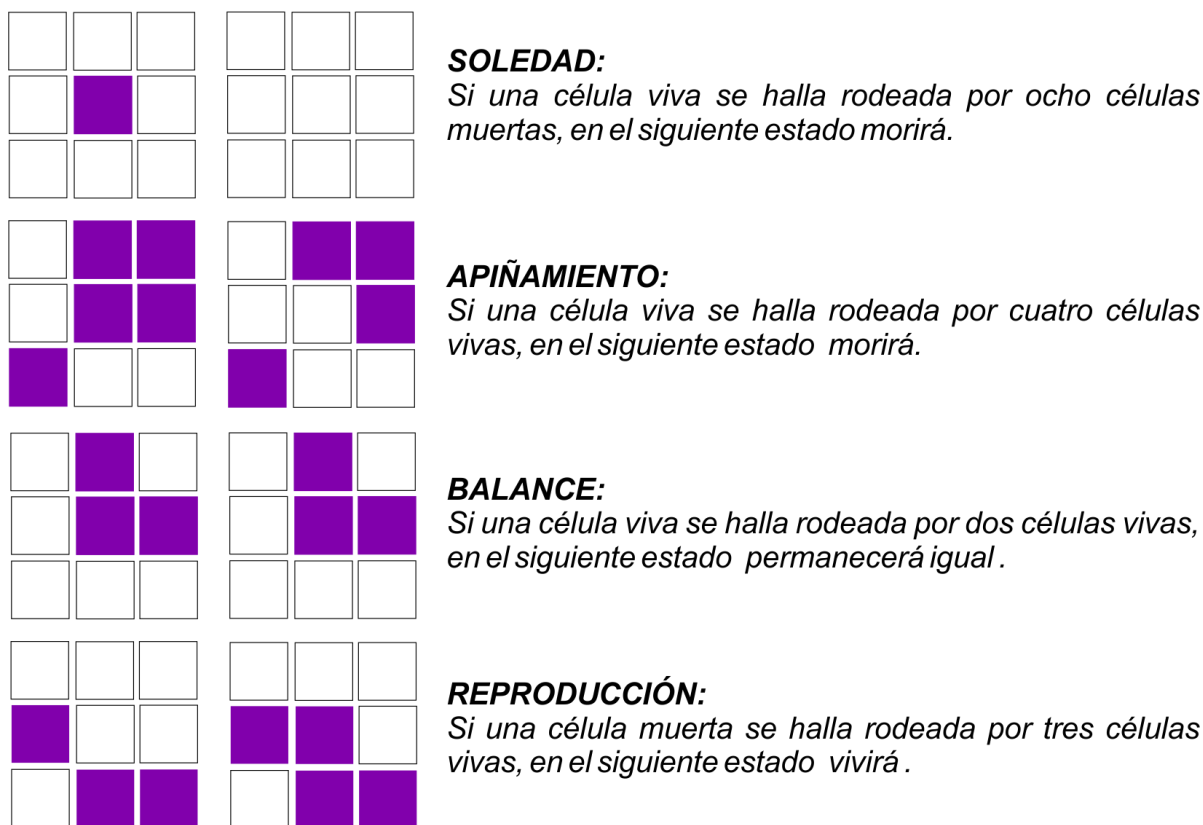 SOLEDAD:
Si una célula viva se halla rodeada por ocho células
muertas, en el siguiente estado morirá.
APIÑAMIENTO:
Si una célula viva se halla rodeada por cuatro células
vivas, en el siguiente estado morirá.
BALANCE:
Si una célula viva se halla rodeada por dos células vivas,
en el siguiente estado permanecerá igual .
REPRODUCCIÓN:
Si una célula muerta se halla rodeada por tres células
vivas, en el siguiente estado vivirá .